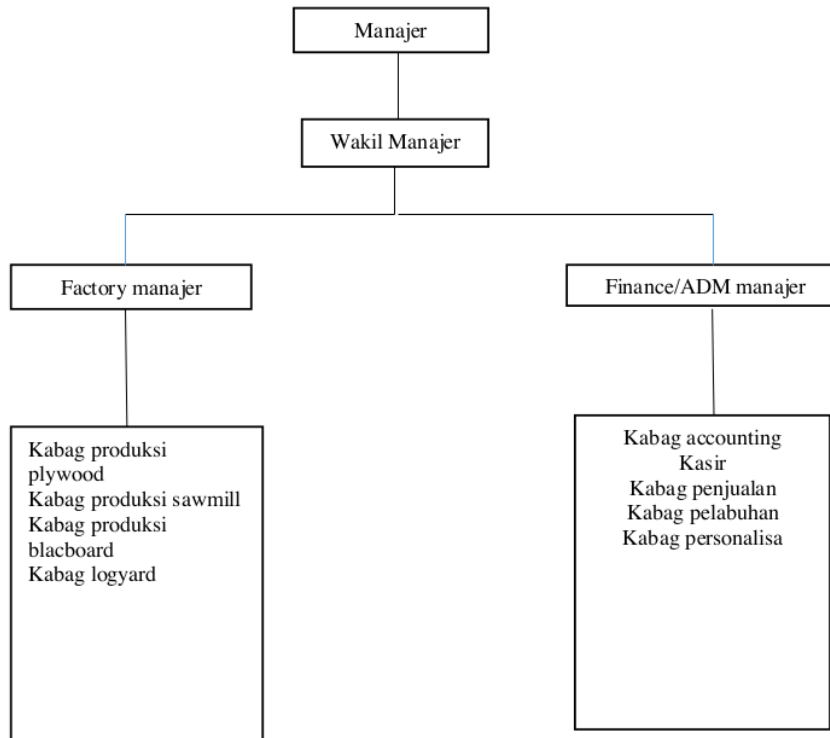 Manajer
Wakil Manajer
Factory manajer
Finance/ADM manajer
Kabag produksi
plywood
Kabag produksi sawmill
Kabag produksi
blacboard
Kabag logyard
Kabag accounting
Kasir
Kabag penjualan
Kabag pelabuhan
Kabag personalisa